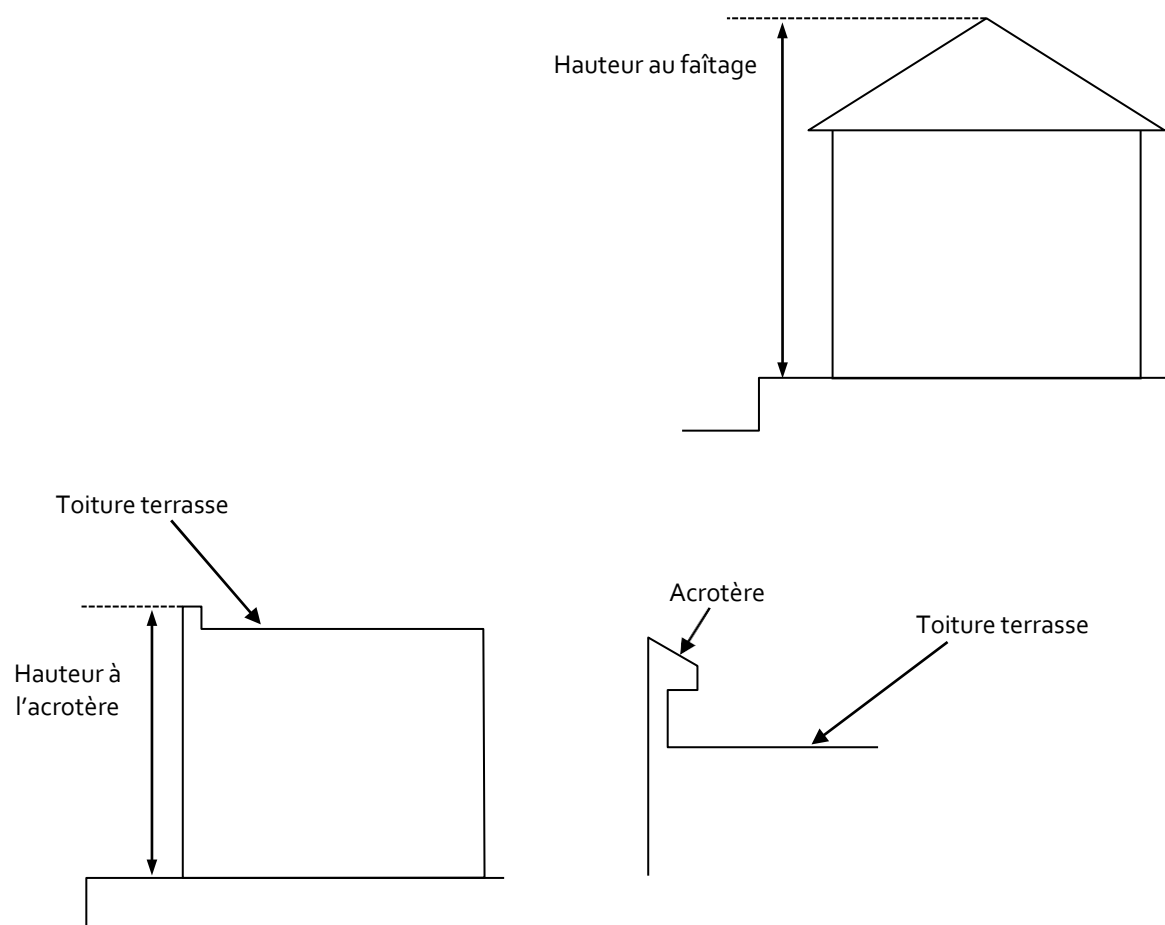 Hauteur au faîtage
Toiture terrasse
Hauteur à
l'acrotère
Acrotère
Toiture terrasse